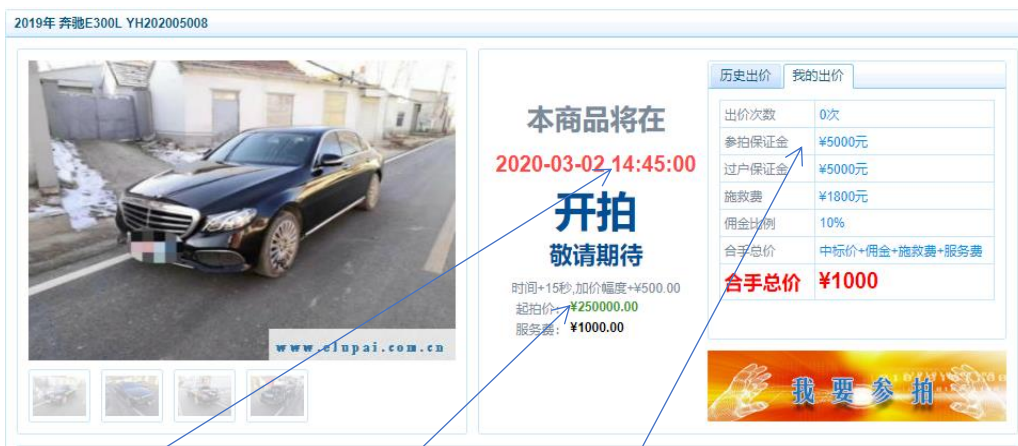 2019年 奔驰E300L YH202005008
www.elupai.com.cn
本商品将在
2020-03-02 14:45:00
开拍
敬请期待
时间+15秒,加价幅度+¥500.00
起拍价：¥250000.00
服务费：¥1000.00
历史出价 我的出价
出价次数 0次
参拍保证金 ¥5000元
过户保证金 ¥5000元
施救费 ¥1800元
佣金比例 10%
合手总价 中标价+佣金+施救费+服务费
合手总价 ¥1000
我要参拍